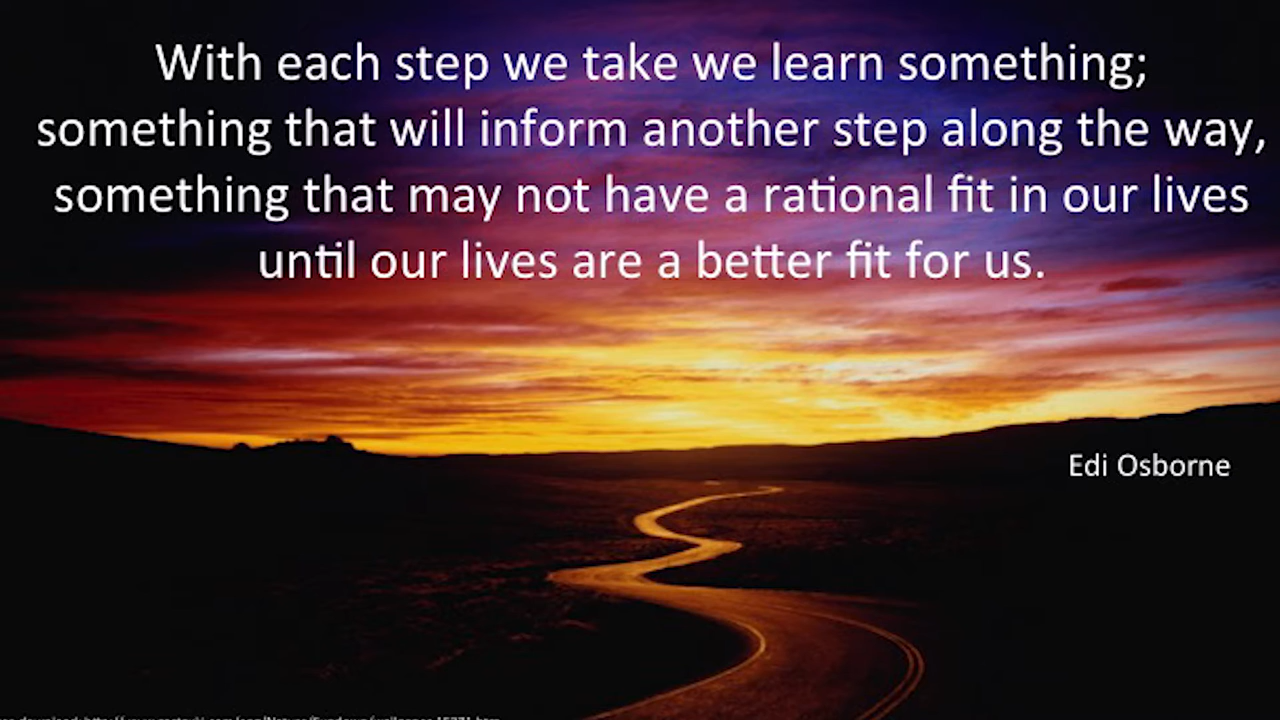 With each step we take we learn something;
something that will inform another step along the way,
something that may not have a rational fit in our lives
until our lives are a better fit for us.
Edi Osborne